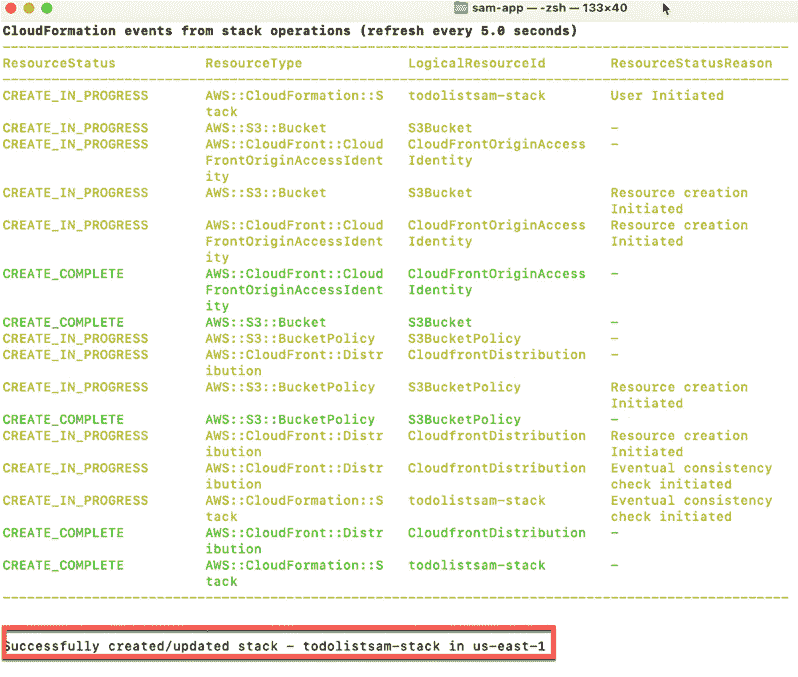 sam-app — -zsh — 133×40
CloudFormation events from stack operations (refresh every 5.0 seconds)
ResourceStatus ResourceType LogicalResourceId ResourceStatusReason
CREATE_IN_PROGRESS AWS::CloudFormation::S todolistsam-stack User Initiated
tack
CREATE_IN_PROGRESS AWS::S3::Bucket S3Bucket -
CREATE_IN_PROGRESS AWS::CloudFront::Cloud CloudFrontOriginAccess -
FrontOriginAccessIdent Identity
ity
CREATE_IN_PROGRESS AWS::S3::Bucket S3Bucket Resource creation
Initiated
CREATE_IN_PROGRESS AWS::CloudFront::Cloud CloudFrontOriginAccess Resource creation
FrontOriginAccessIdent Identity Initiated
ity
CREATE_COMPLETE AWS::CloudFront::Cloud CloudFrontOriginAccess -
FrontOriginAccessIdent Identity
ity
CREATE_COMPLETE AWS::S3::Bucket S3Bucket -
CREATE_IN_PROGRESS AWS::S3::BucketPolicy S3BucketPolicy -
CREATE_IN_PROGRESS AWS::CloudFront::Distr CloudfrontDistribution -
ibution
CREATE_IN_PROGRESS AWS::S3::BucketPolicy S3BucketPolicy Resource creation
Initiated
CREATE_COMPLETE AWS::S3::BucketPolicy S3BucketPolicy -
CREATE_IN_PROGRESS AWS::CloudFront::Distr CloudfrontDistribution Resource creation
ibution Initiated
CREATE_IN_PROGRESS AWS::CloudFront::Distr CloudfrontDistribution Eventual consistency
ibution check initiated
CREATE_IN_PROGRESS AWS::CloudFormation::S todolistsam-stack Eventual consistency
tack check initiated
CREATE_COMPLETE AWS::CloudFront::Distr CloudfrontDistribution -
ibution
CREATE_COMPLETE AWS::CloudFormation::S todolistsam-stack -
tack
Successfully created/updated stack - todolistsam-stack in us-east-1